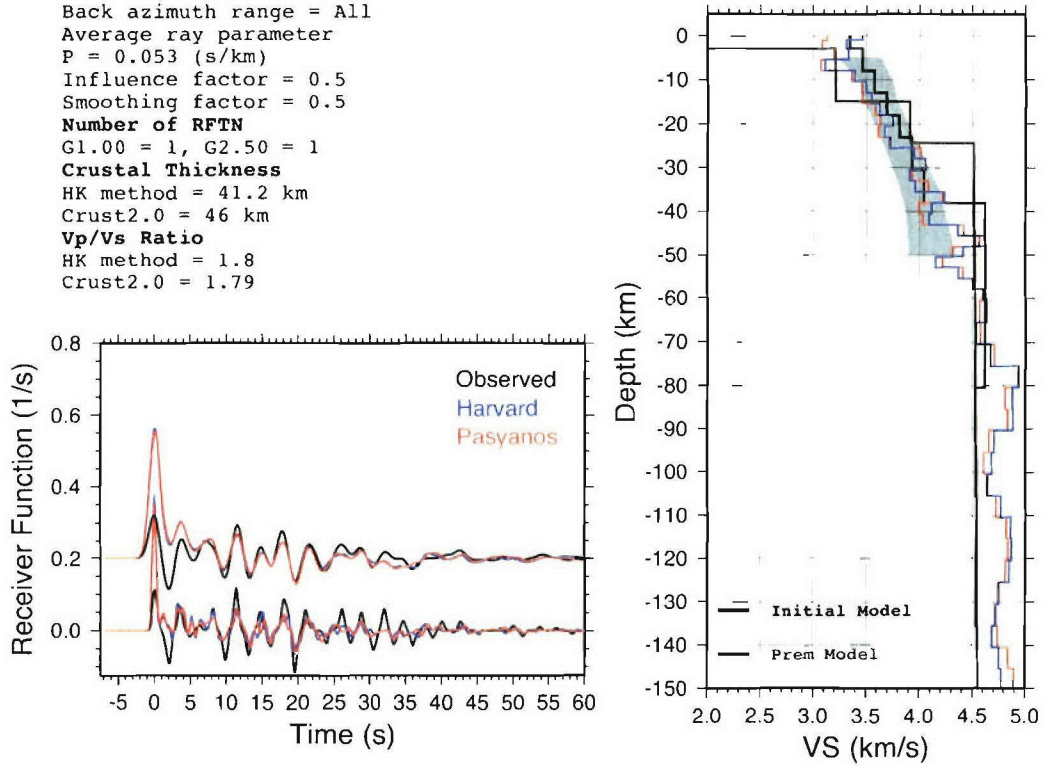 Back azimuth range = All
Average ray parameter
P = 0.053 (s/km)
Influence factor = 0.5
Smoothing factor = 0.5
Number of RFTN
G1.00 = 1, G2.50 = 1
Crustal Thickness
HK method = 41.2 km
Crust2.0 = 46 km
Vp/Vs Ratio
HK method = 1.8
Crust2.0 = 1.79
Receiver Function (1/s)
0.8
0.6
0.4
0.2
0.0
Observed
Harvard
Pasyanos
-5 0 5 10 15 20 25 30 35 40 45 50 55 60
Time (s)
Depth (km)
0
-10
-20
-30
-40
-50
-60
-70
-80
-90
-100
-110
-120
-130
-140
-150
Initial Model
Prem Model
2.0 2.5 3.0 3.5 4.0 4.5 5.0
VS (km/s)